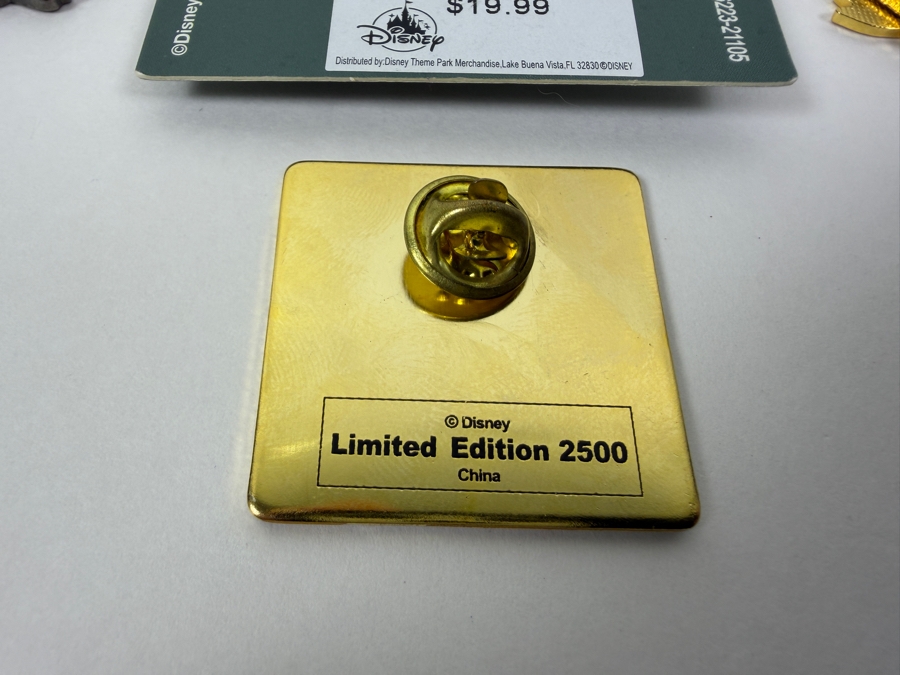 ©Disney
$19.99
Disney
Distributed by:Disney Theme Park Merchandise,Lake Buena Vista.FL 32830©DISNEY
223-21105
© Disney
Limited Edition 2500
China